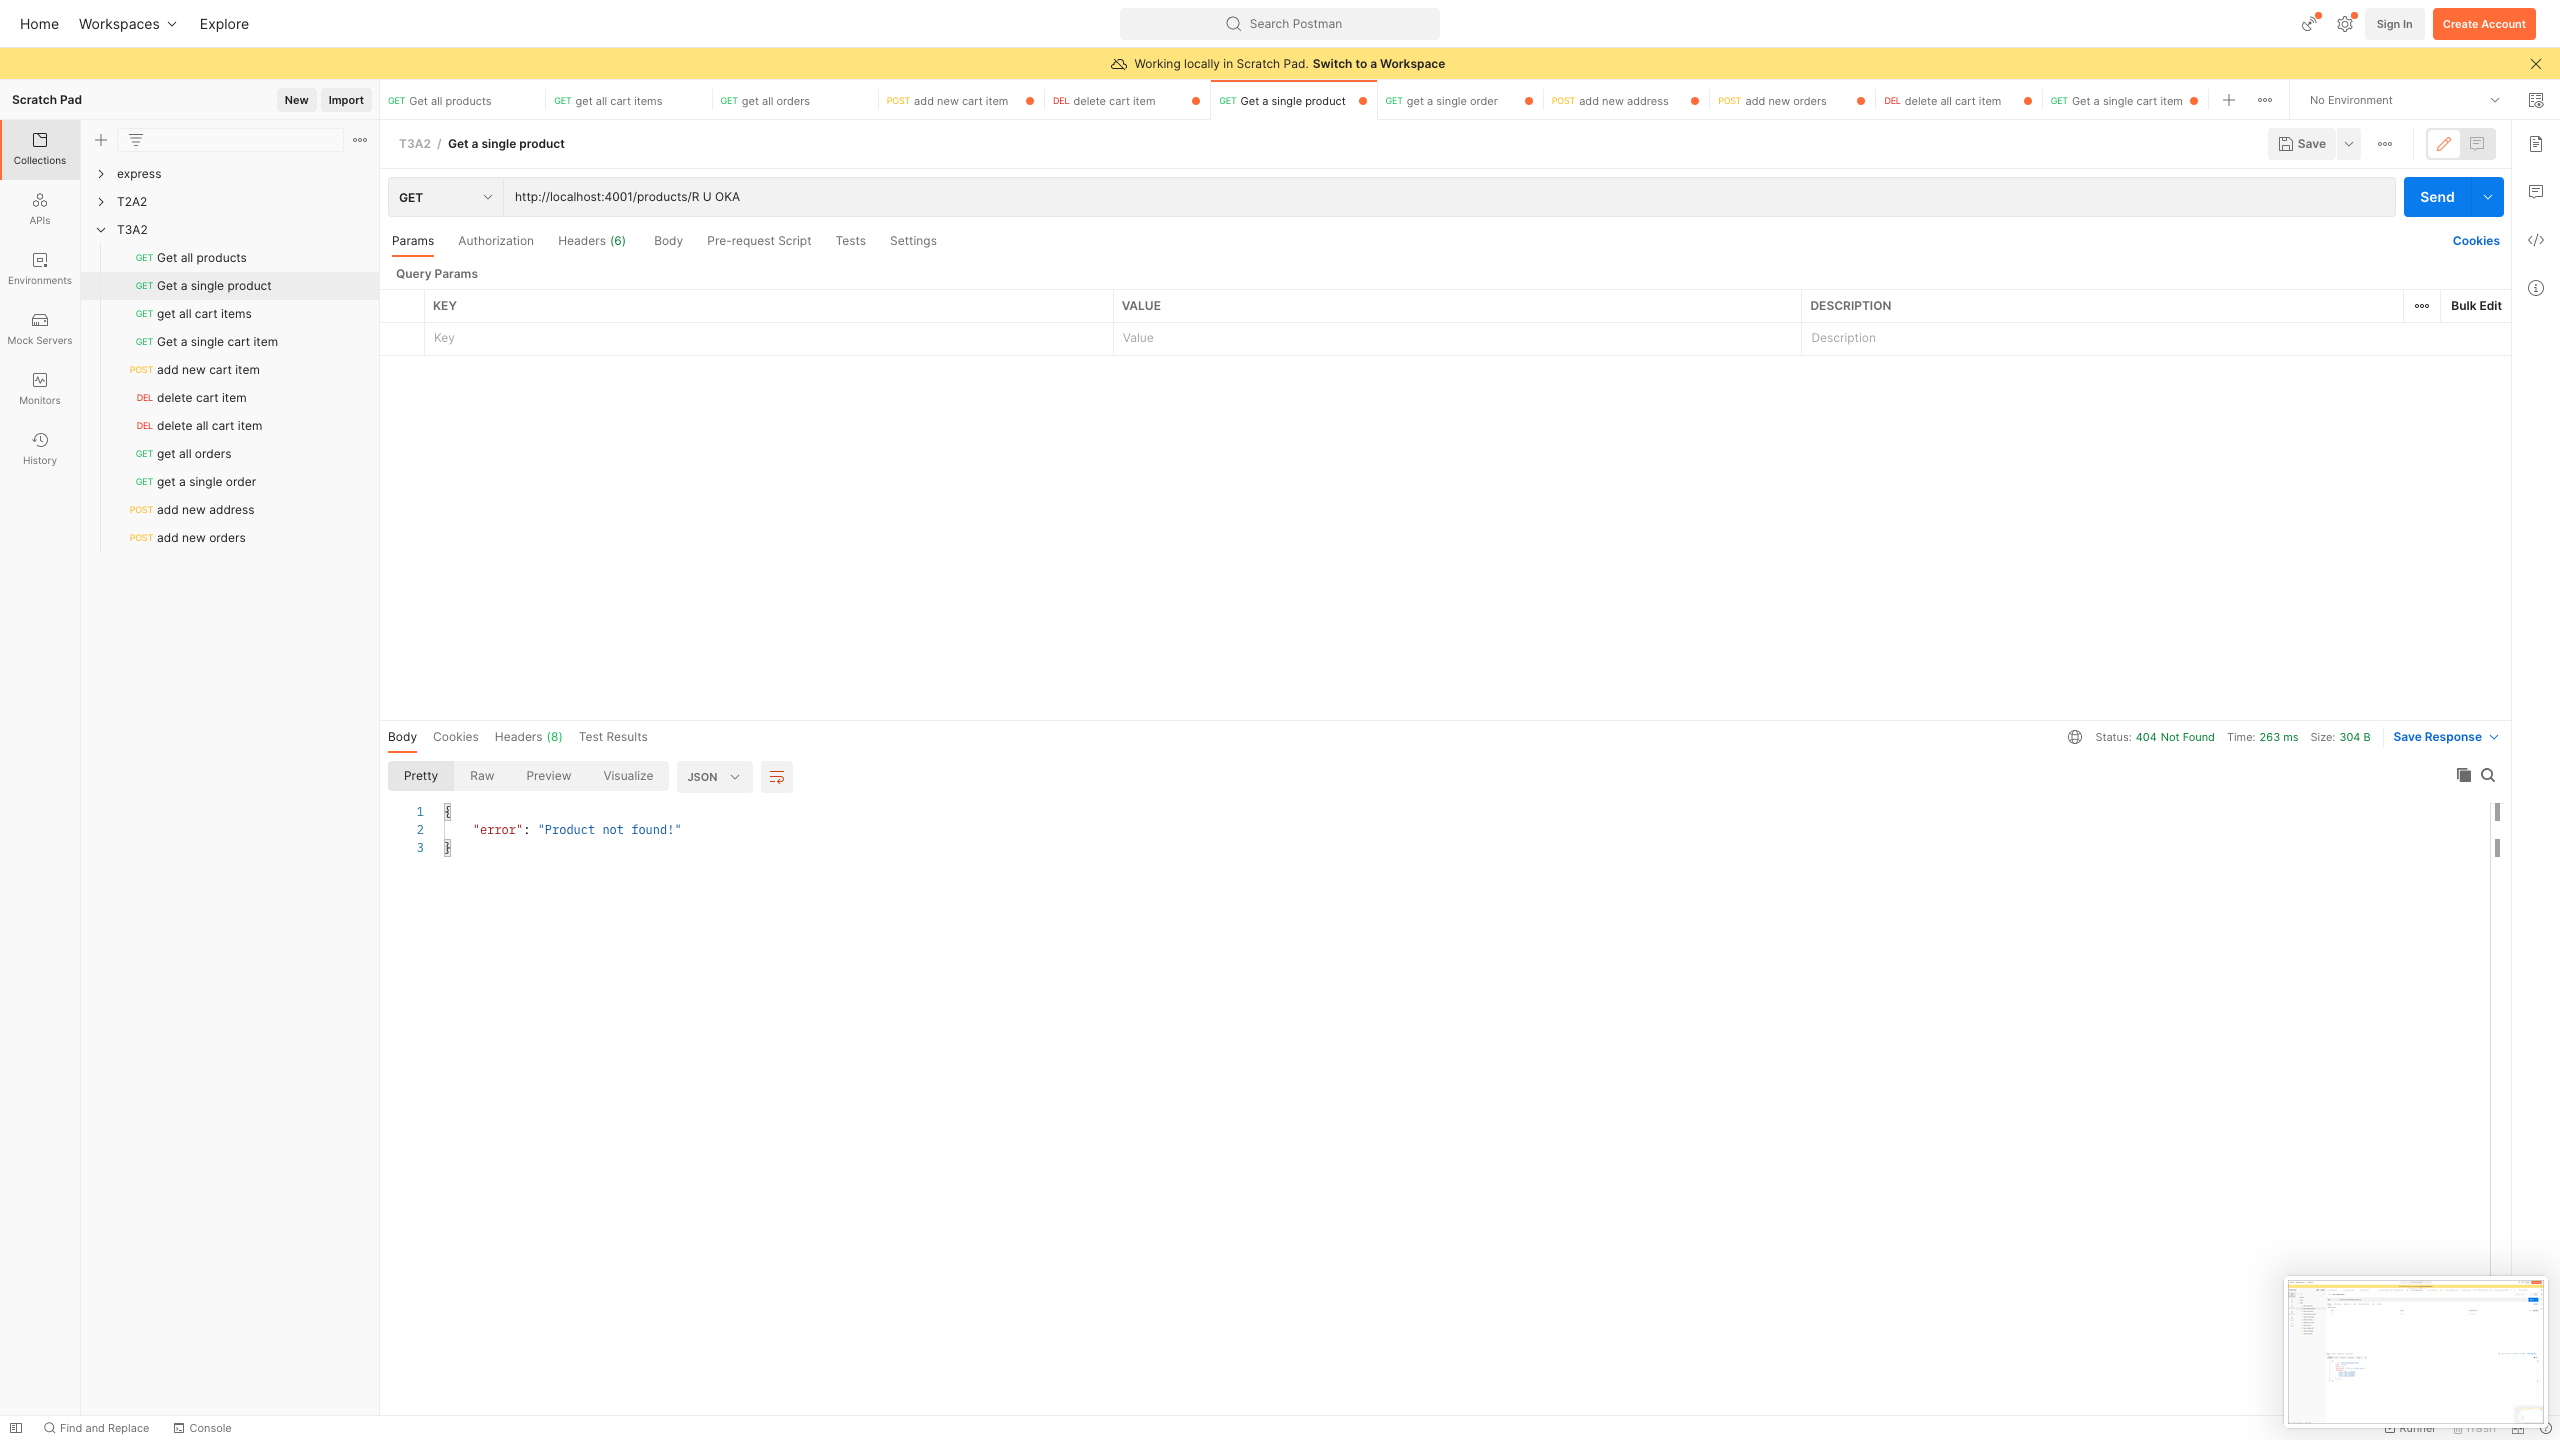 Home Workspaces Explore Search Postman Sign In Create Account
Working locally in Scratch Pad. Switch to a Workspace
Scratch Pad New Import GET Get all products GET get all cart items GET get all orders POST add new cart item DEL delete cart item GET Get a single product GET get a single order POST add new address POST add new orders DEL delete all cart item GET Get a single cart item No Environment
Collections
APIs
Environments
Mock Servers
Monitors
History
express
T2A2
T3A2
GET Get all products
GET Get a single product
GET get all cart items
GET Get a single cart item
POST add new cart item
DEL delete cart item
DEL delete all cart item
GET get all orders
GET get a single order
POST add new address
POST add new orders
T3A2 / Get a single product Save
GET http://localhost:4001/products/R U OKA Send
Params Authorization Headers (6) Body Pre-request Script Tests Settings Cookies
Query Params
KEY VALUE DESCRIPTION Bulk Edit
Key Value Description
Body Cookies Headers (8) Test Results Status: 404 Not Found Time: 263 ms Size: 304 B Save Response
Pretty Raw Preview Visualize JSON
1 {
2 "error": "Product not found!"
3 }
Find and Replace Console Runner Trash